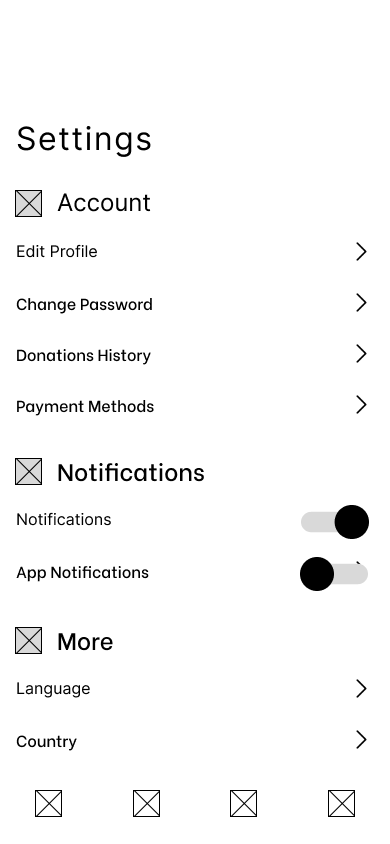 Settings
Account
Edit Profile
Change Password
Donations History
Payment Methods
Notifications
Notifications
App Notifications
More
Language
Country